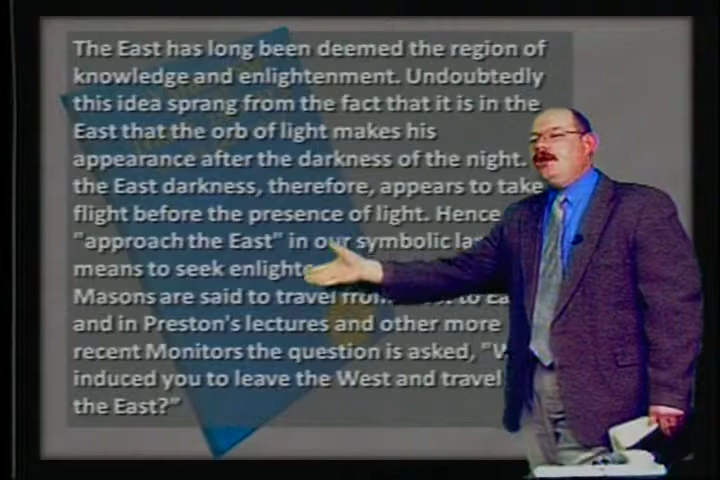 The East has long been deemed the region of
knowledge and enlightenment. Undoubtedly
this idea sprang from the fact that it is in the
East that the orb of light makes his
appearance after the darkness of the night.
the East darkness, therefore, appears to take
flight before the presence of light. Hence
"approach the East" in our symbolic
means to seek
Masons are said to travel
and in Preston's lectures and other more
recent Monitors the question is asked,
induced you to leave the West and travel
the East?"